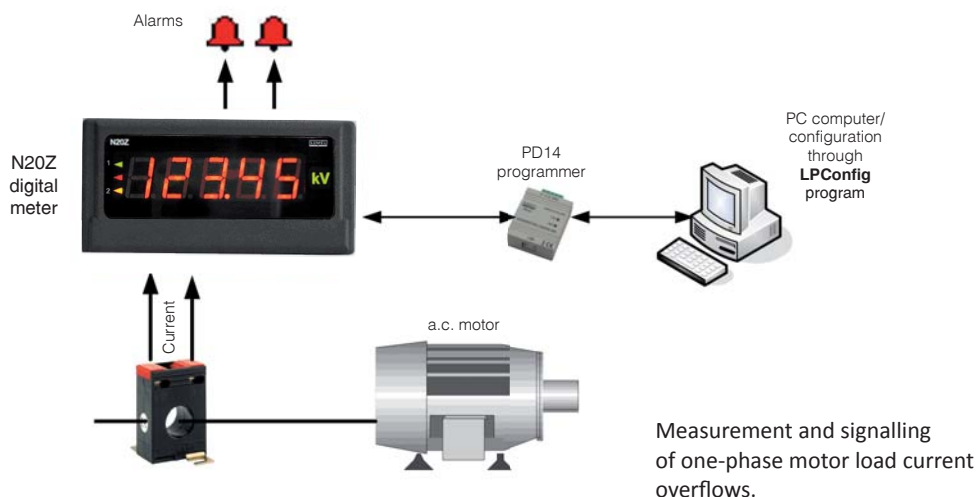 Alarms
N20Z
digital
meter
N20Z
LUMEL
1
2
123.45
kV
PD14
programmer
PC computer/
configuration
through
LPConfig
program
Current
a.c. motor
Measurement and signalling
of one-phase motor load current
overflows.